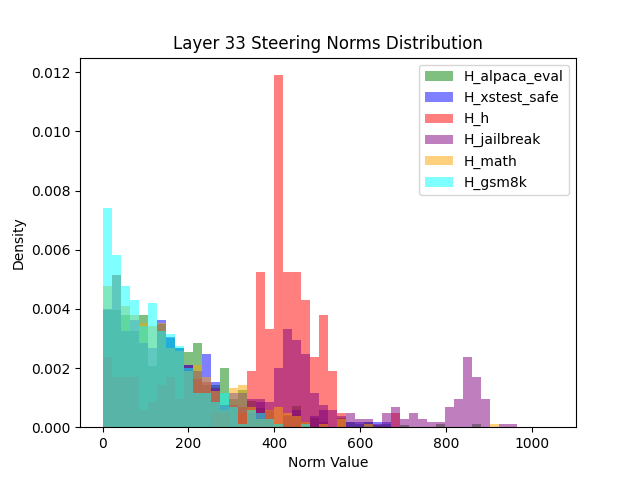 Layer 33 Steering Norms Distribution
H_alpaca_eval
H_xstest_safe
H_h
H_jailbreak
H_math
H_gsm8k
Density
0.012
0.010
0.008
0.006
0.004
0.002
0.000
0 200 400 600 800 1000
Norm Value